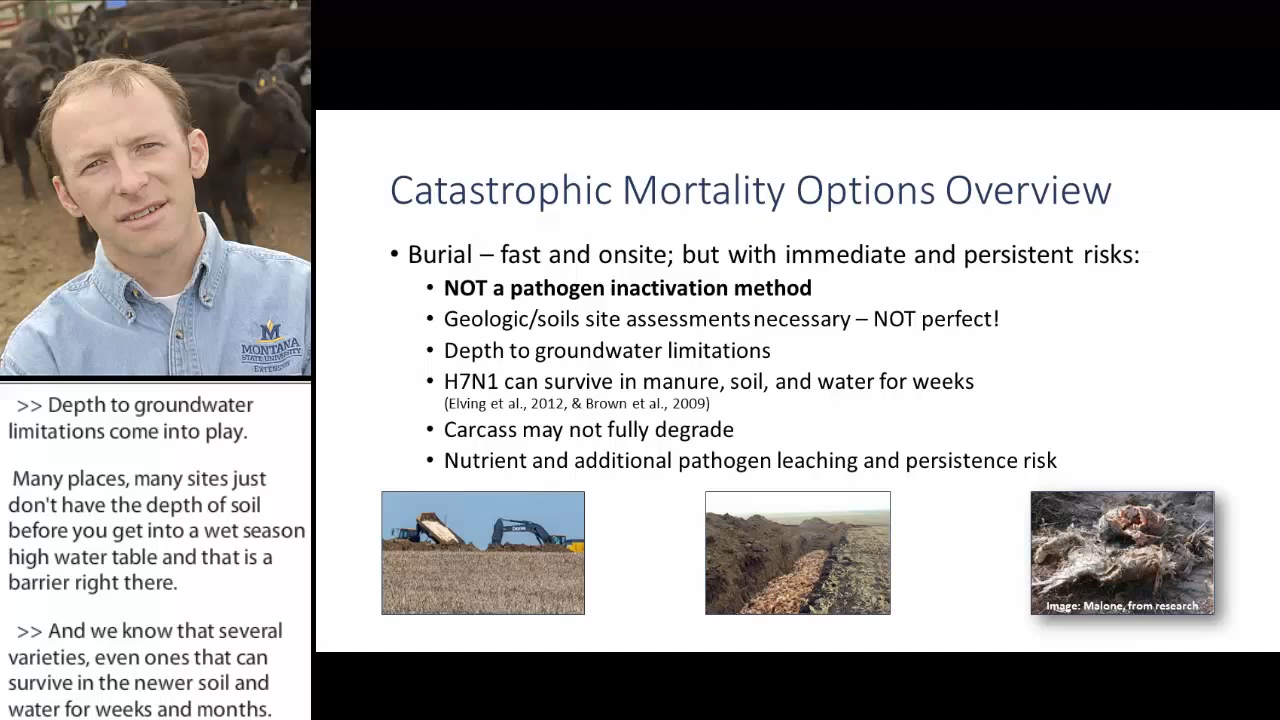 MONTANA
STATE UNIVERSITY
EXTENSION
>> Depth to groundwater
limitations come into play.
Many places, many sites just
don't have the depth of soil
before you get into a wet season
high water table and that is a
barrier right there.
>> And we know that several
varieties, even ones that can
survive in the newer soil and
water for weeks and months.
Catastrophic Mortality Options Overview
• Burial – fast and onsite; but with immediate and persistent risks:
• NOT a pathogen inactivation method
• Geologic/soils site assessments necessary – NOT perfect!
• Depth to groundwater limitations
• H7N1 can survive in manure, soil, and water for weeks
(Elving et al., 2012, & Brown et al., 2009)
• Carcass may not fully degrade
• Nutrient and additional pathogen leaching and persistence risk
Image: Malone, from research